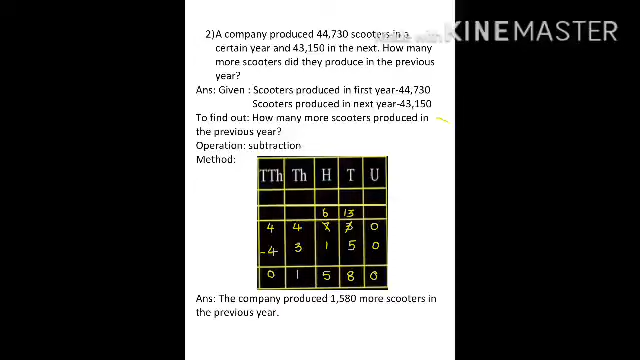 Made with KINEMASTER
2)A company produced 44,730 scooters in a
certain year and 43,150 in the next. How many
more scooters did they produce in the previous
year?
Ans: Given : Scooters produced in first year-44,730
Scooters produced in next year-43,150
To find out: How many more scooters produced in
the previous year?
Operation: subtraction
Method:
TTh Th H T U
6 13
4 4 7 3 0
-4 3 1 5 0
0 1 5 8 0
Ans: The company produced 1,580 more scooters in
the previous year.